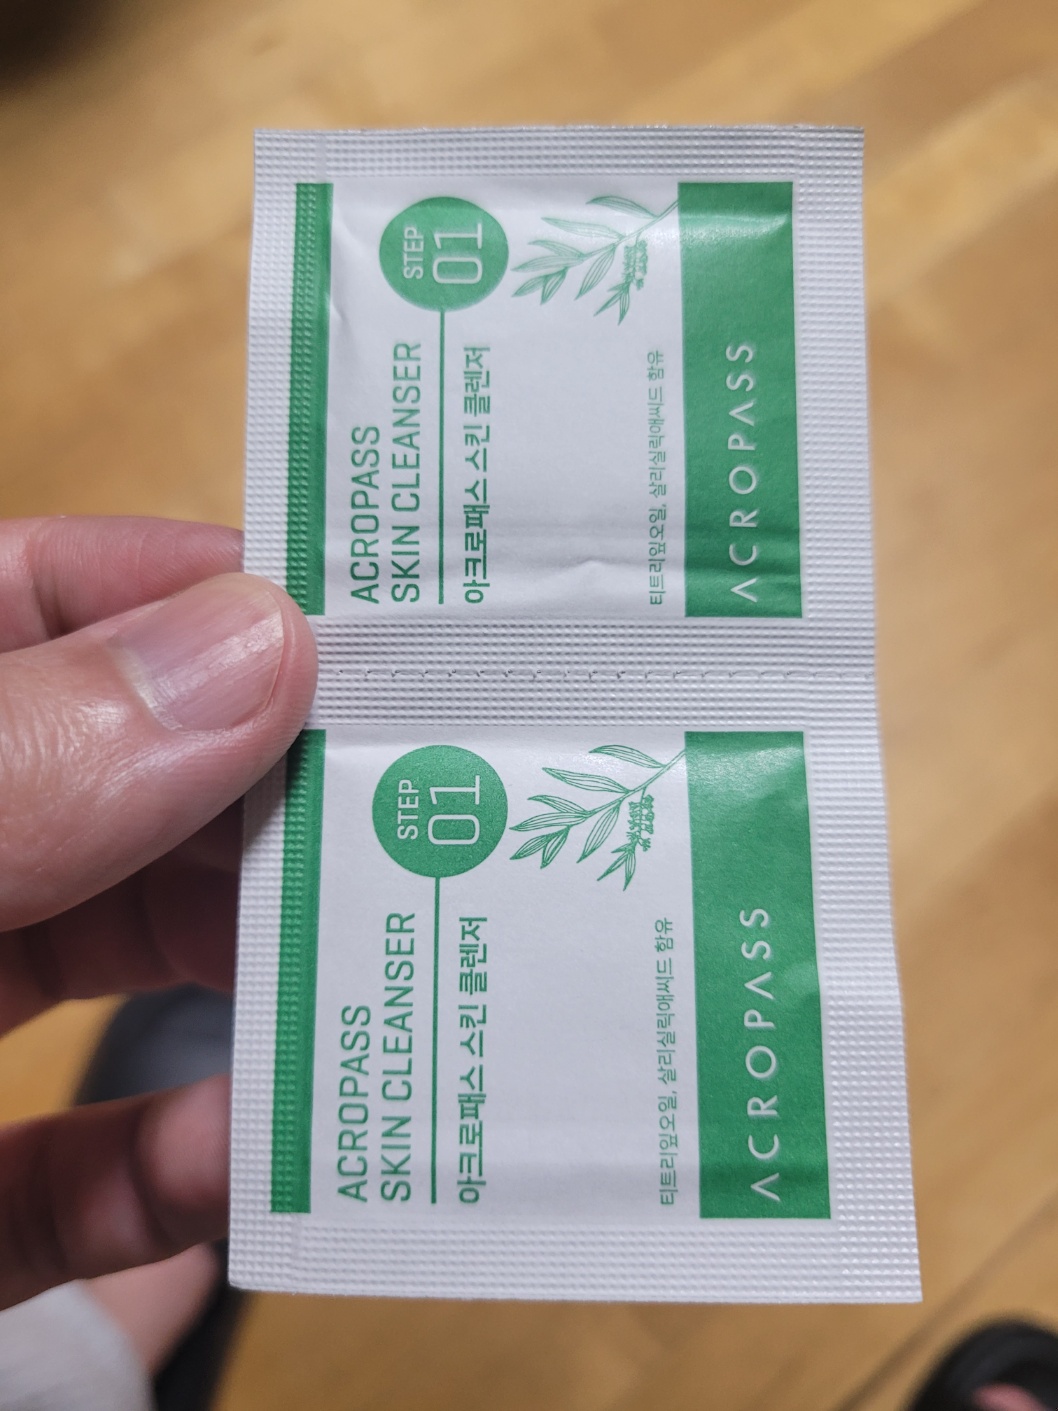 STEP
01
ACROPASS
SKIN CLEANSER
아크로패스 스킨 클렌저
티트리잎오일, 살리실릭애씨드 함유
ACROPASS
STEP
01
ACROPASS
SKIN CLEANSER
아크로패스 스킨 클렌저
티트리잎오일, 살리실릭애씨드 함유
ACROPASS